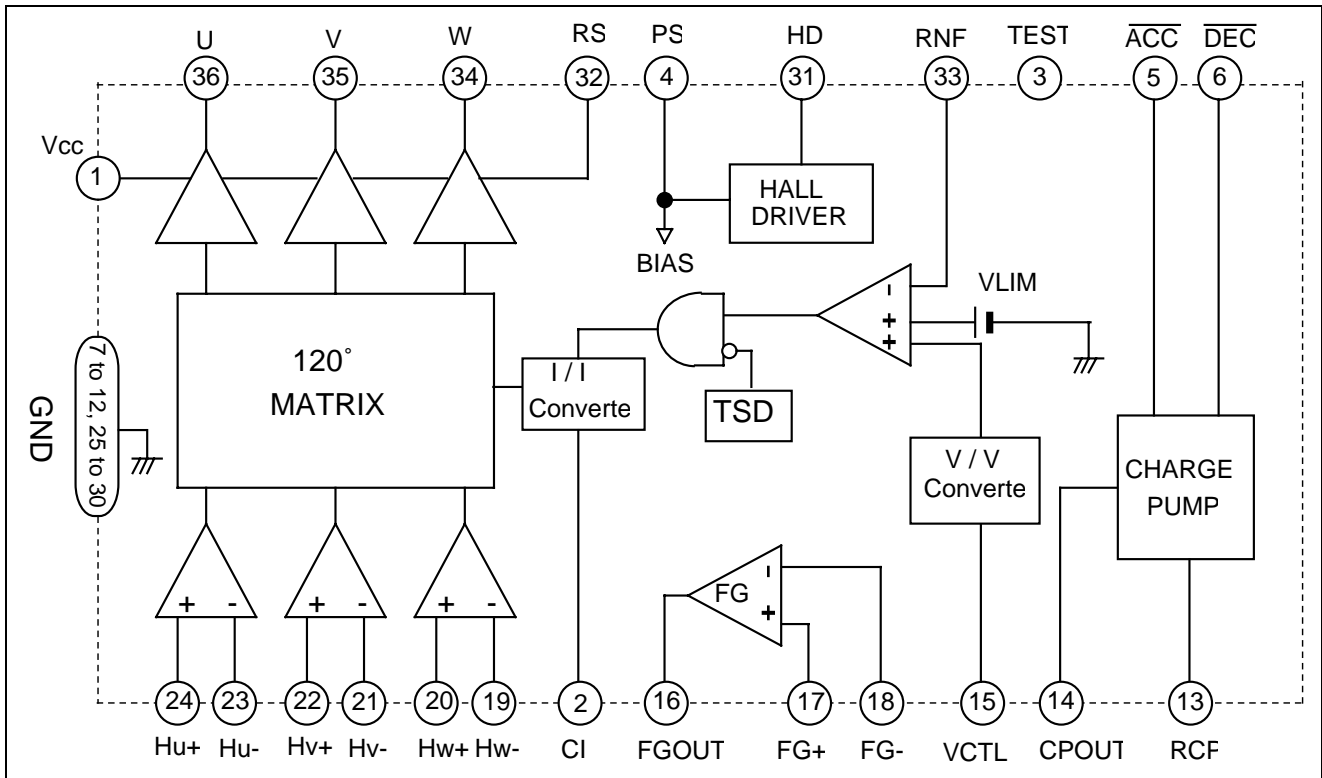 U V W RS PS HD RNF TEST ACC DEC
36 35 34 32 4 31 33 3 5 6
Vcc
1
HALL
DRIVER
BIAS
VLIM
-
+
+
120°
MATRIX
I / I
Converte
TSD
V / V
Converte
CHARGE
PUMP
GND
7 to 12, 25 to 30
FG
-
+
+ - + - + -
24 23 22 21 20 19 2 16 17 18 15 14 13
Hu+ Hu- Hv+ Hv- Hw+ Hw- CI FGOUT FG+ FG- VCTL CPOUT RCF